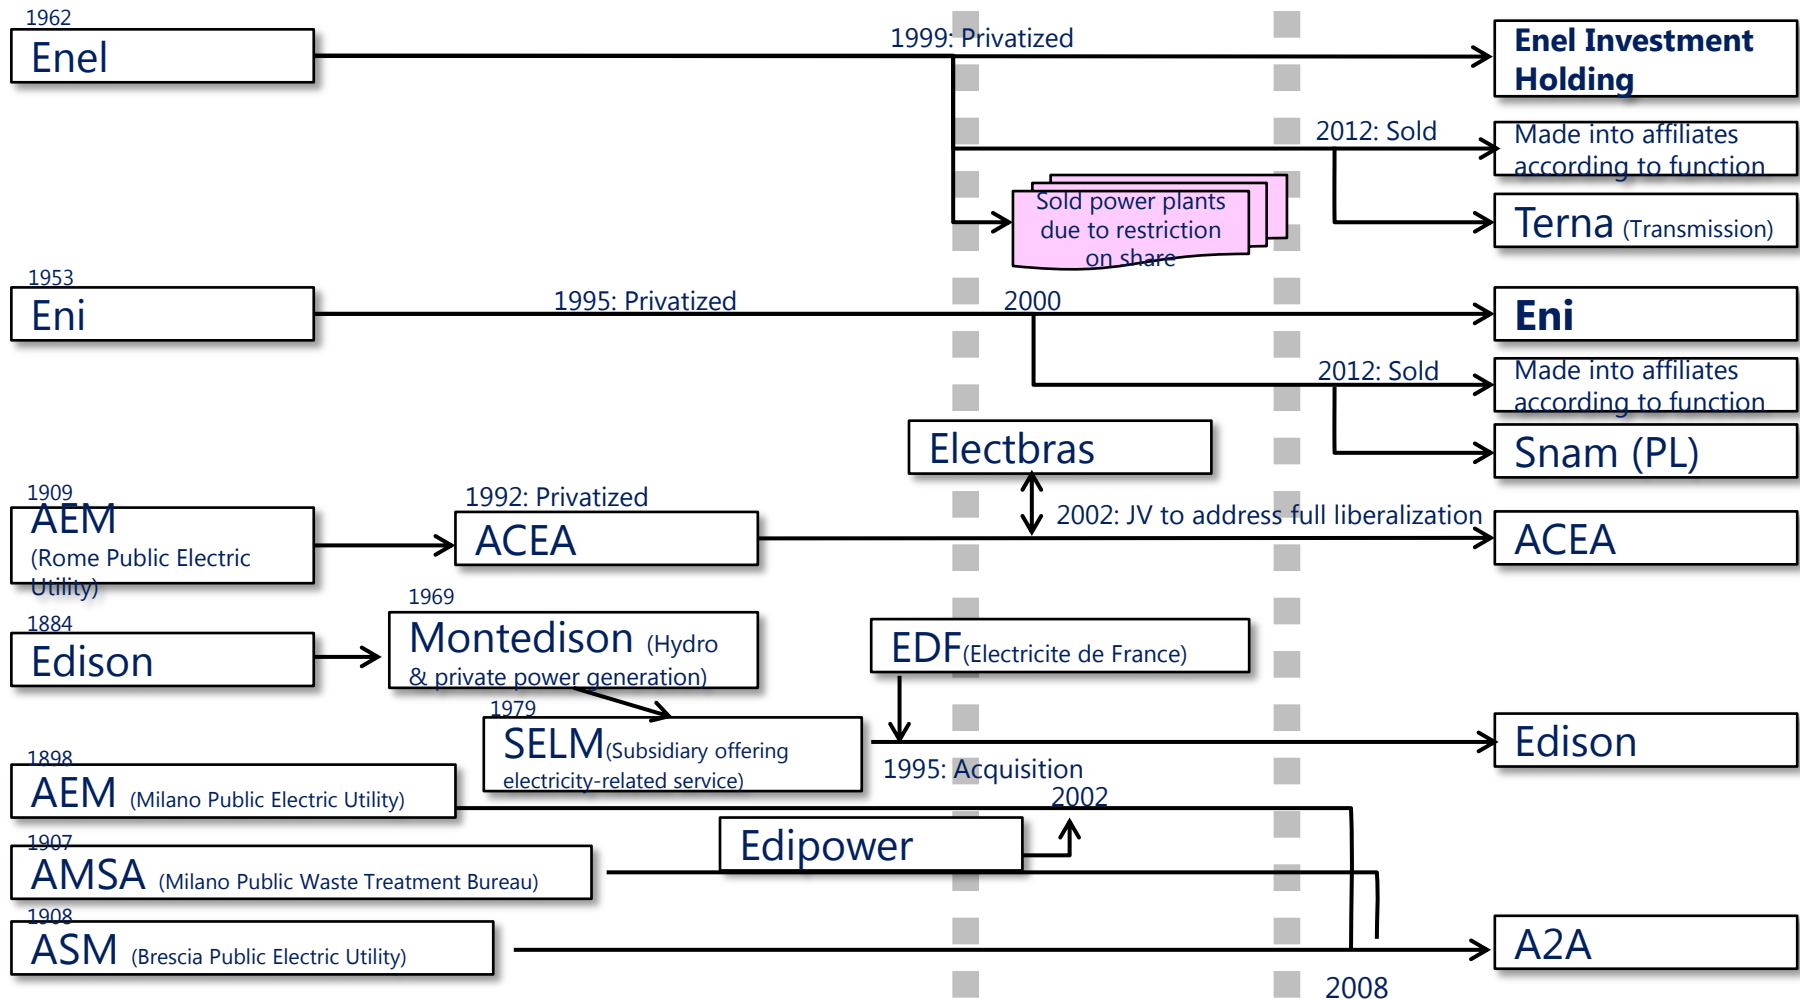 1962
Enel
1999: Privatized
Enel Investment
Holding
2012: Sold
Made into affiliates
according to function
Sold power plants
due to restriction
on share
Terna (Transmission)
1953
Eni
1995: Privatized
2000
Eni
2012: Sold
Made into affiliates
according to function
Electbras
Snam (PL)
1909
AEM
(Rome Public Electric
Utility)
1992: Privatized
ACEA
2002: JV to address full liberalization
ACEA
1884
Edison
1969
Montedison (Hydro
& private power generation)
EDF(Electricite de France)
1979
SELM(Subsidiary offering
electricity-related service)
1995: Acquisition
Edison
1898
AEM (Milano Public Electric Utility)
2002
Edipower
1907
AMSA (Milano Public Waste Treatment Bureau)
1908
ASM (Brescia Public Electric Utility)
A2A
2008